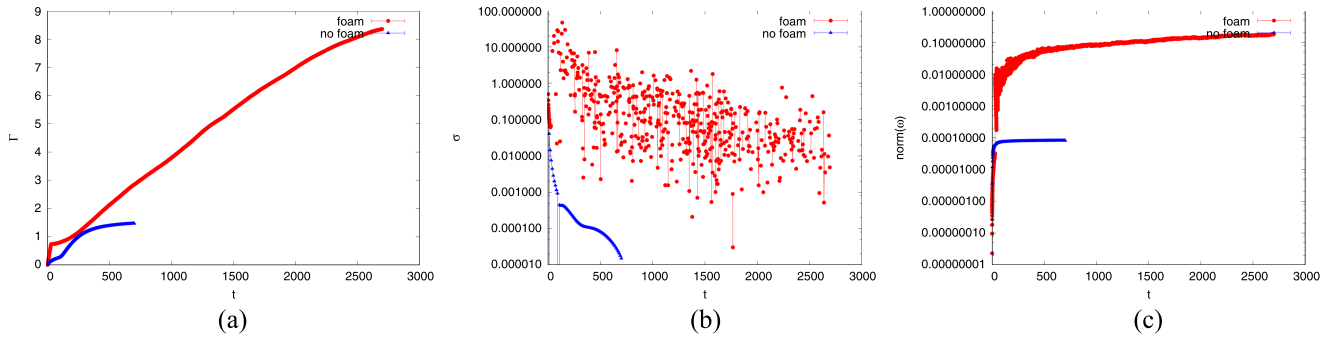 9
8
7
6
5
4
3
2
1
0
Γ
foam
no foam
0 500 1000 1500 2000 2500 3000
t
(a)
100.000000
10.000000
1.000000
0.100000
0.010000
0.001000
0.000100
0.000010
σ
foam
no foam
0 500 1000 1500 2000 2500 3000
t
(b)
1.00000000
0.10000000
0.01000000
0.00100000
0.00010000
0.00001000
0.00000100
0.00000010
0.00000001
norm(ω)
foam
no foam
0 500 1000 1500 2000 2500 3000
t
(c)